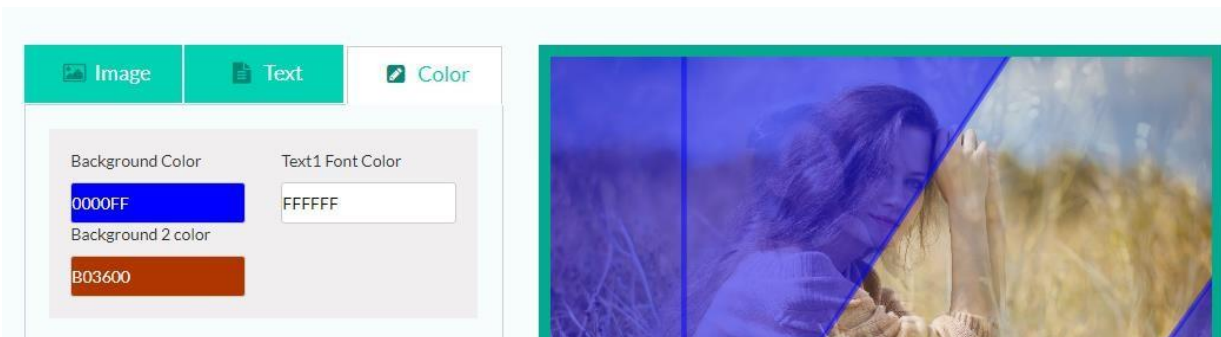 Image
Text
Color
Background Color
Text1 Font Color
0000FF
FFFFFF
Background 2 color
B03600